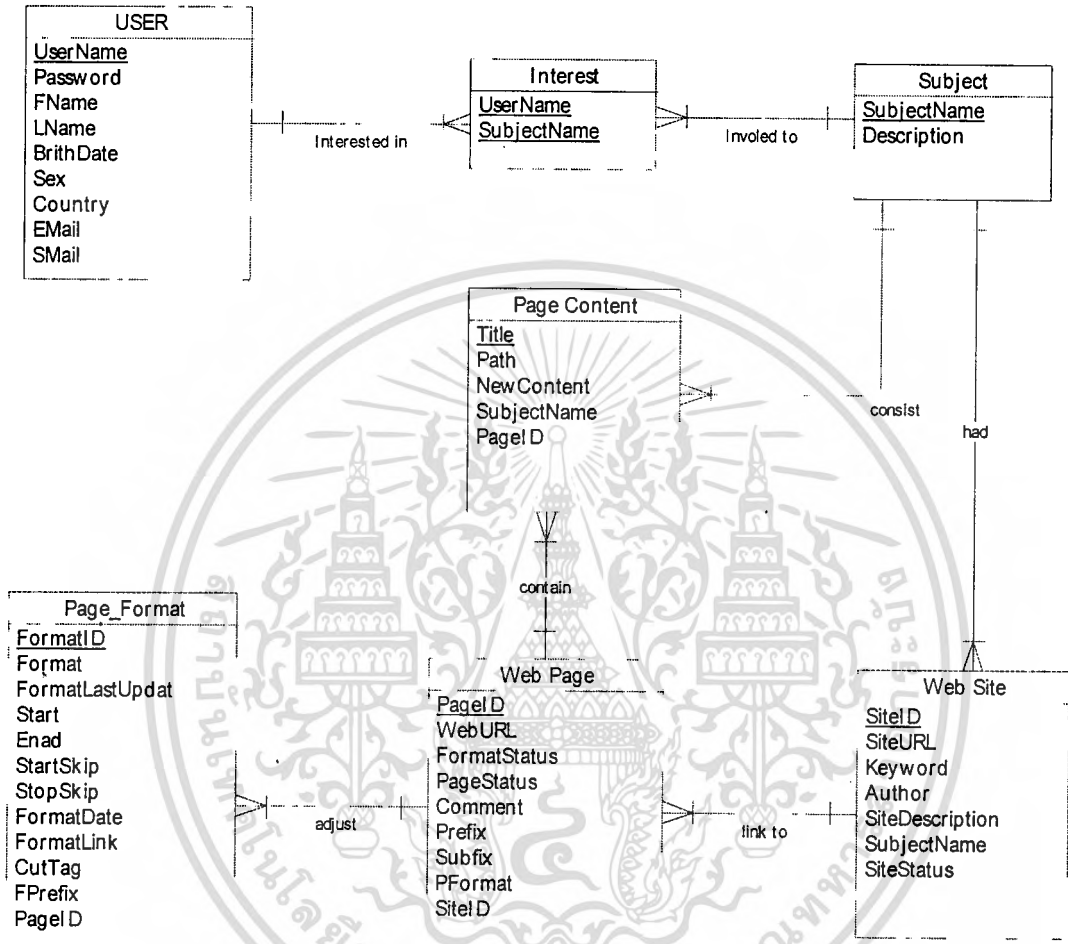 USER
UserName
Password
FName
LName
BrithDate
Sex
Country
EMail
SMail
Interested in
Interest
UserName
SubjectName
Involed to
Subject
SubjectName
Description
Page Content
Title
Path
NewContent
SubjectName
PageID
consist
had
contain
Page_Format
FormatID
Format
FormatLastUpdat
Start
Enad
StartSkip
StopSkip
FormatDate
FormatLink
CutTag
FPrefix
PageID
adjust
Web Page
PageID
WebURL
FormatStatus
PageStatus
Comment
Prefix
Subfix
PFormat
SiteID
link to
Web Site
SiteID
SiteURL
Keyword
Author
SiteDescription
SubjectName
SiteStatus